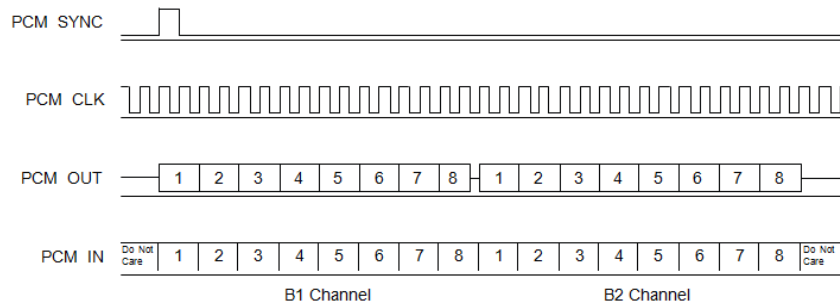 PCM SYNC
PCM CLK
PCM OUT 1 2 3 4 5 6 7 8 1 2 3 4 5 6 7 8
PCM IN Do Not Care 1 2 3 4 5 6 7 8 1 2 3 4 5 6 7 8 Do Not Care
B1 Channel B2 Channel